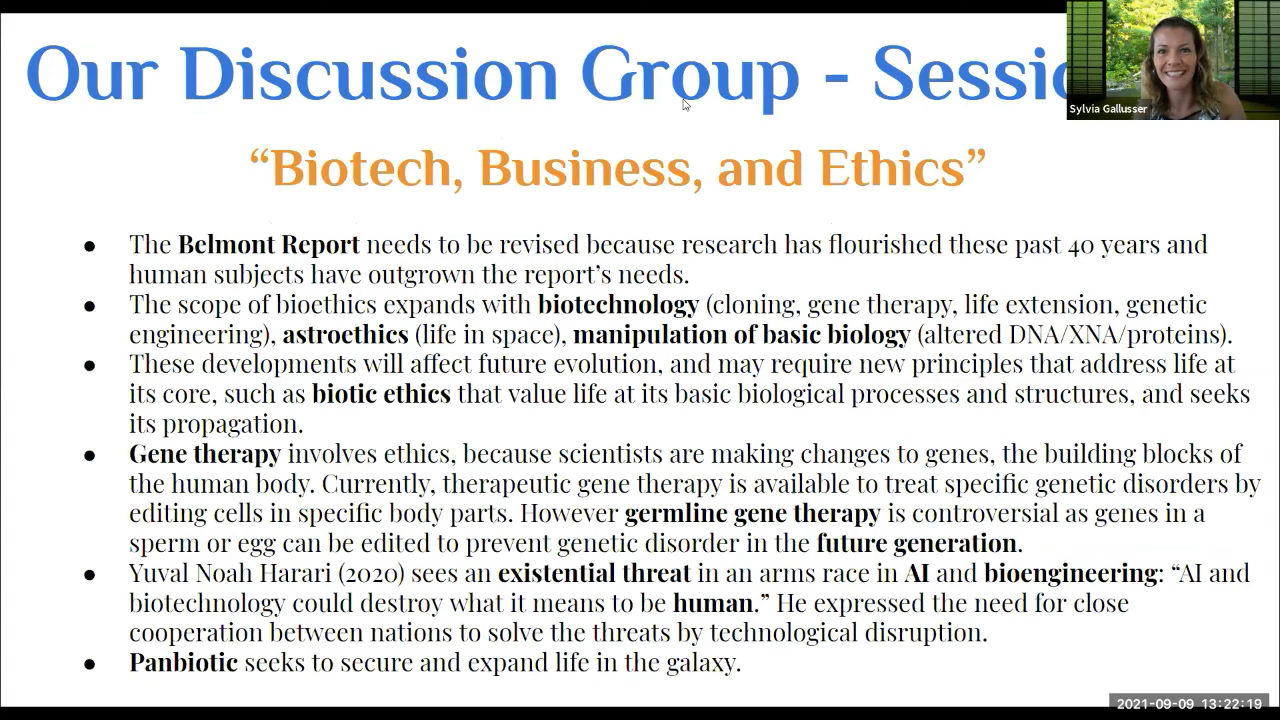 Our Discussion Group - Sessio
Sylvia Gallusser
“Biotech, Business, and Ethics”
● The Belmont Report needs to be revised because research has flourished these past 40 years and
human subjects have outgrown the report’s needs.
● The scope of bioethics expands with biotechnology (cloning, gene therapy, life extension, genetic
engineering), astroethics (life in space), manipulation of basic biology (altered DNA/XNA/proteins).
● These developments will affect future evolution, and may require new principles that address life at
its core, such as biotic ethics that value life at its basic biological processes and structures, and seeks
its propagation.
● Gene therapy involves ethics, because scientists are making changes to genes, the building blocks of
the human body. Currently, therapeutic gene therapy is available to treat specific genetic disorders by
editing cells in specific body parts. However germline gene therapy is controversial as genes in a
sperm or egg can be edited to prevent genetic disorder in the future generation.
● Yuval Noah Harari (2020) sees an existential threat in an arms race in AI and bioengineering: “AI and
biotechnology could destroy what it means to be human.” He expressed the need for close
cooperation between nations to solve the threats by technological disruption.
● Panbiotic seeks to secure and expand life in the galaxy.
2021-09-09 13:22:19